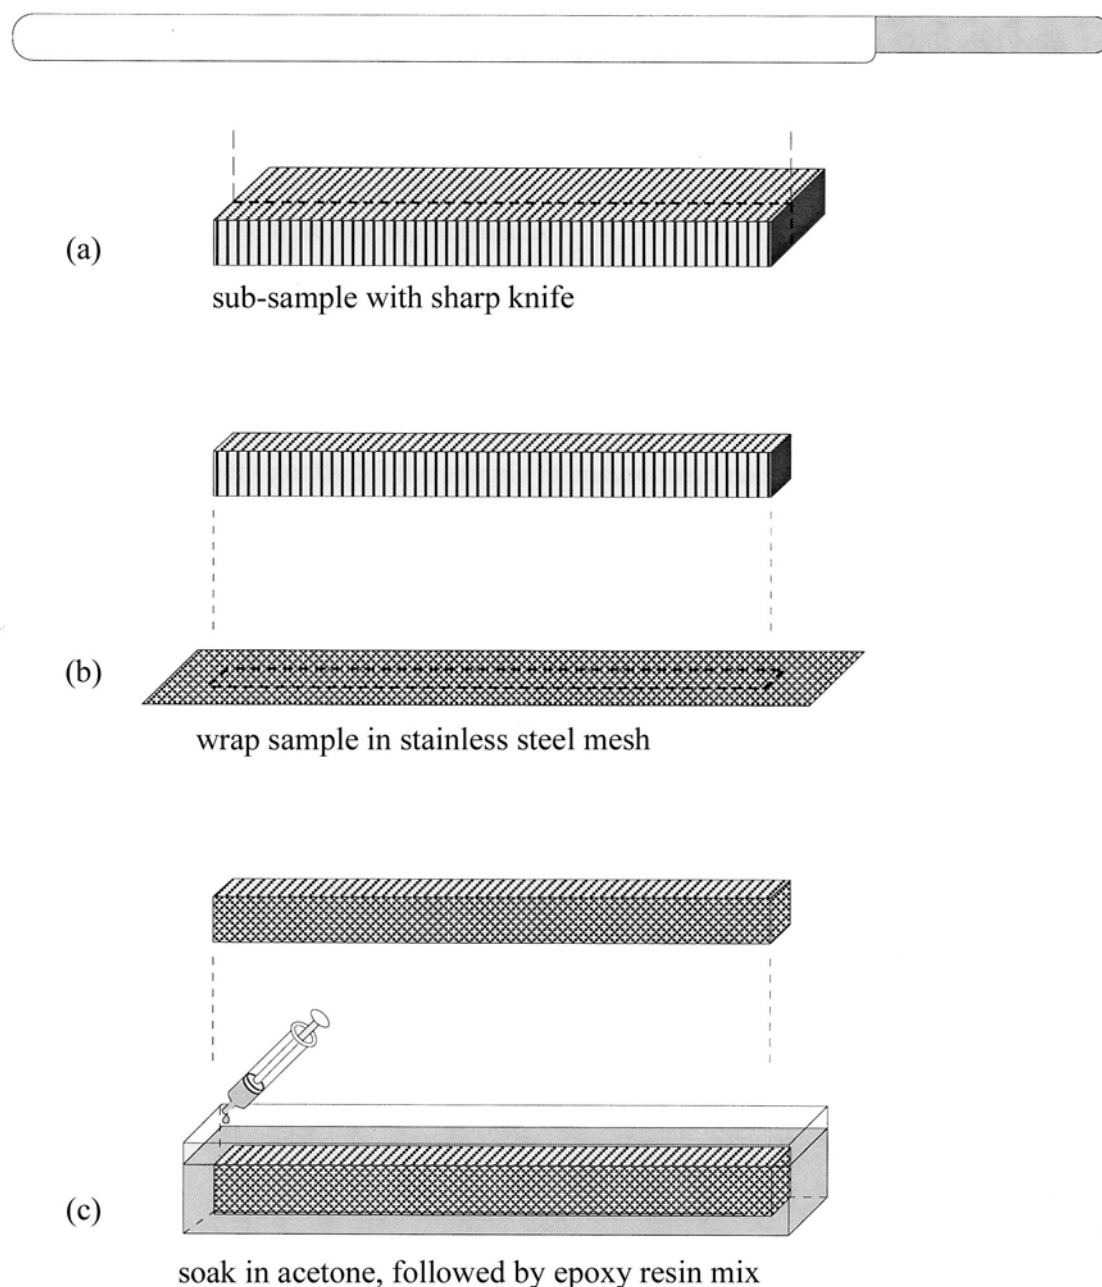 (a)
sub-sample with sharp knife
(b)
wrap sample in stainless steel mesh
(c)
soak in acetone, followed by epoxy resin mix